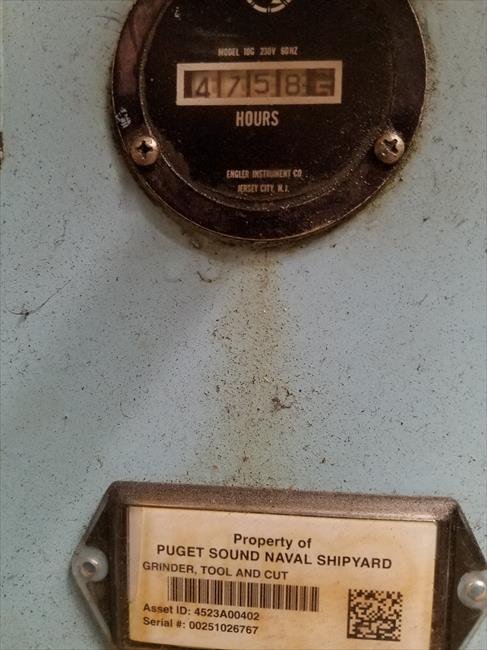 MODEL 10G 230V 60HZ
4758
HOURS
ENGLER INSTRUMENT CO
JERSEY CITY, N.J.
Property of
PUGET SOUND NAVAL SHIPYARD
GRINDER, TOOL AND CUT
Asset ID: 4523A00402
Serial #: 00251026767